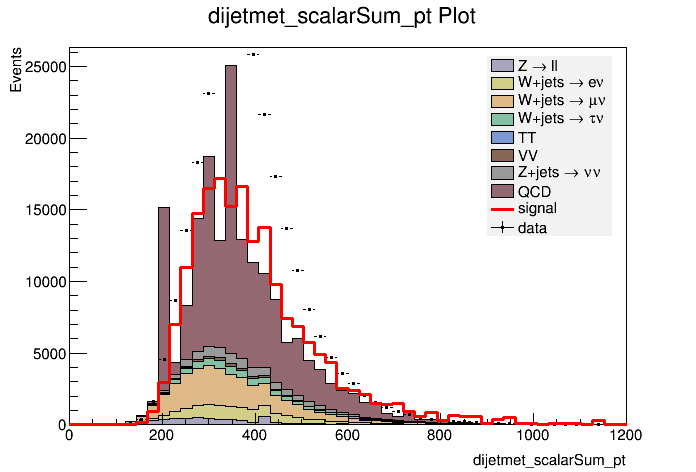 dijetmet_scalarSum_pt Plot
Events
25000
20000
15000
10000
5000
0
0
200
400
600
800
1000
1200
dijetmet_scalarSum_pt
Z → ll
W+jets → eν
W+jets → μν
W+jets → τν
TT
VV
Z+jets → νν
QCD
signal
data